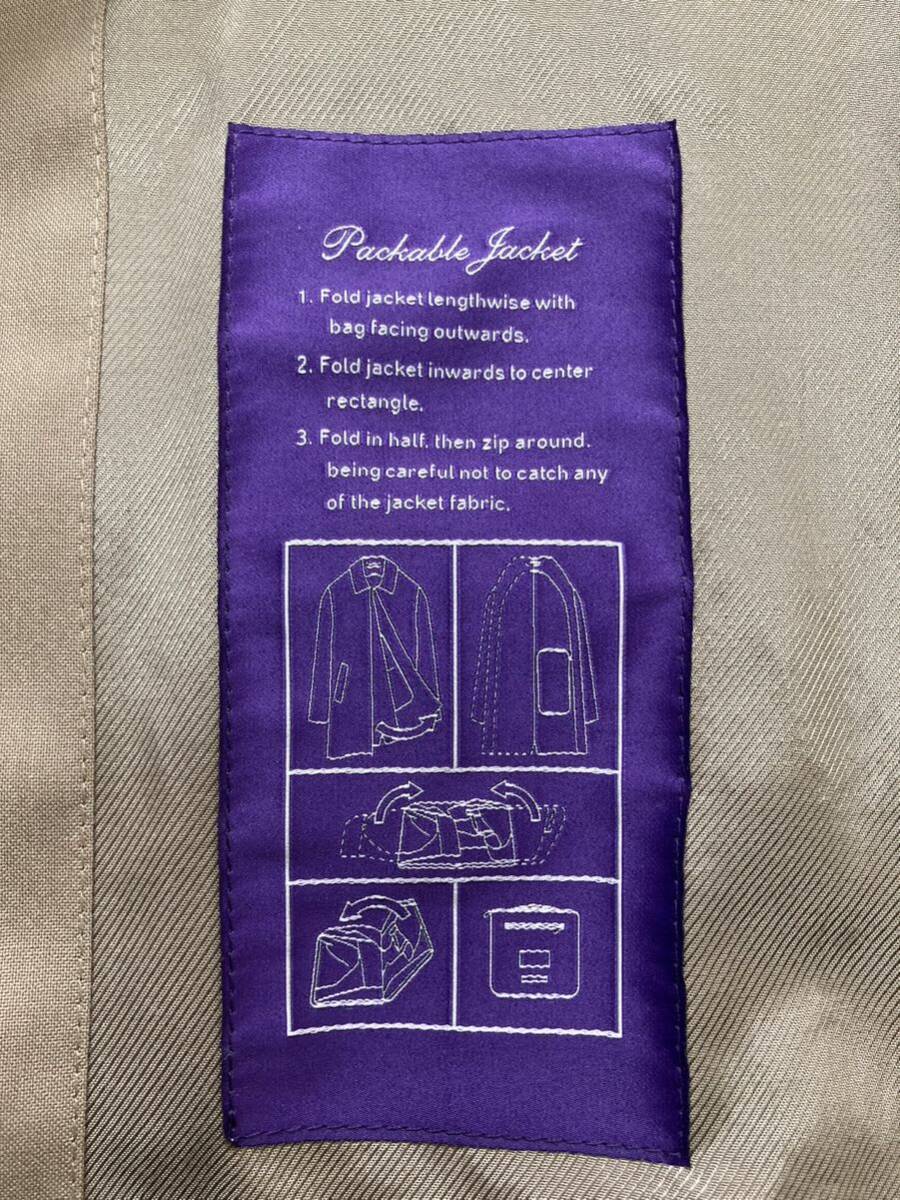 Packable Jacket
1. Fold jacket lengthwise with
bag facing outwards.
2. Fold jacket inwards to center
rectangle.
3. Fold in half. then zip around.
being careful not to catch any
of the jacket fabric.